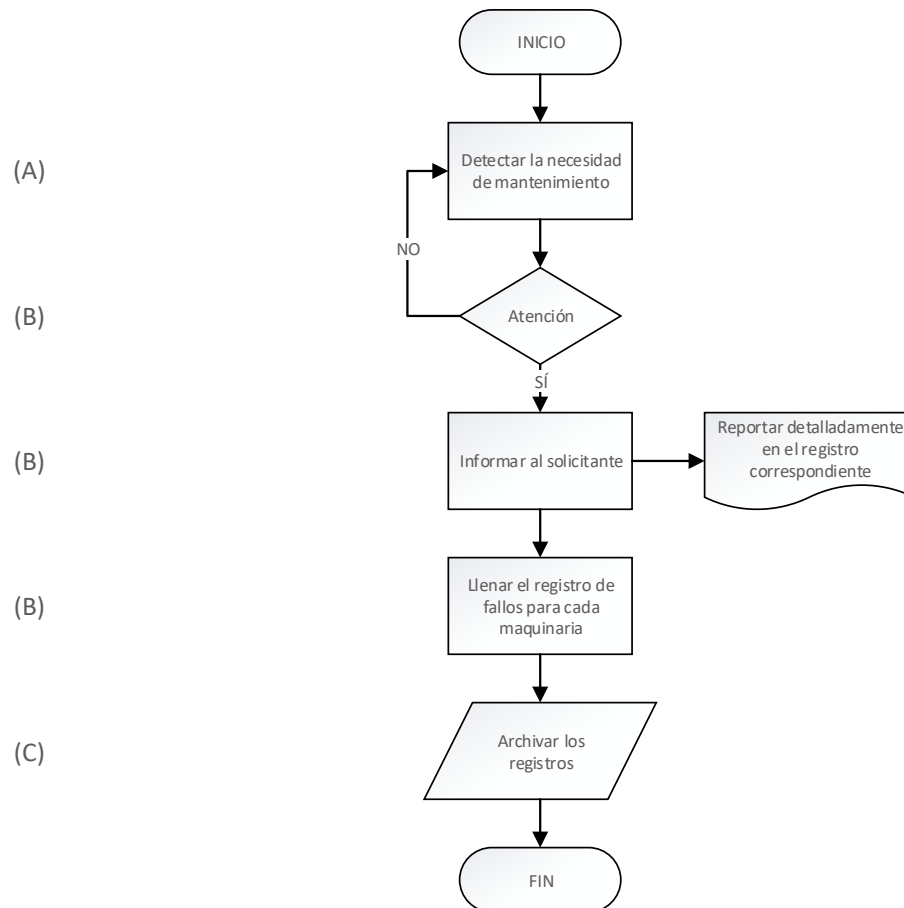 INICIO
(A)
Detectar la necesidad
de mantenimiento
NO
(B)
Atención
SÍ
(B)
Informar al solicitante
Reportar detalladamente
en el registro
correspondiente
(B)
Llenar el registro de
fallos para cada
maquinaria
(C)
Archivar los
registros
FIN